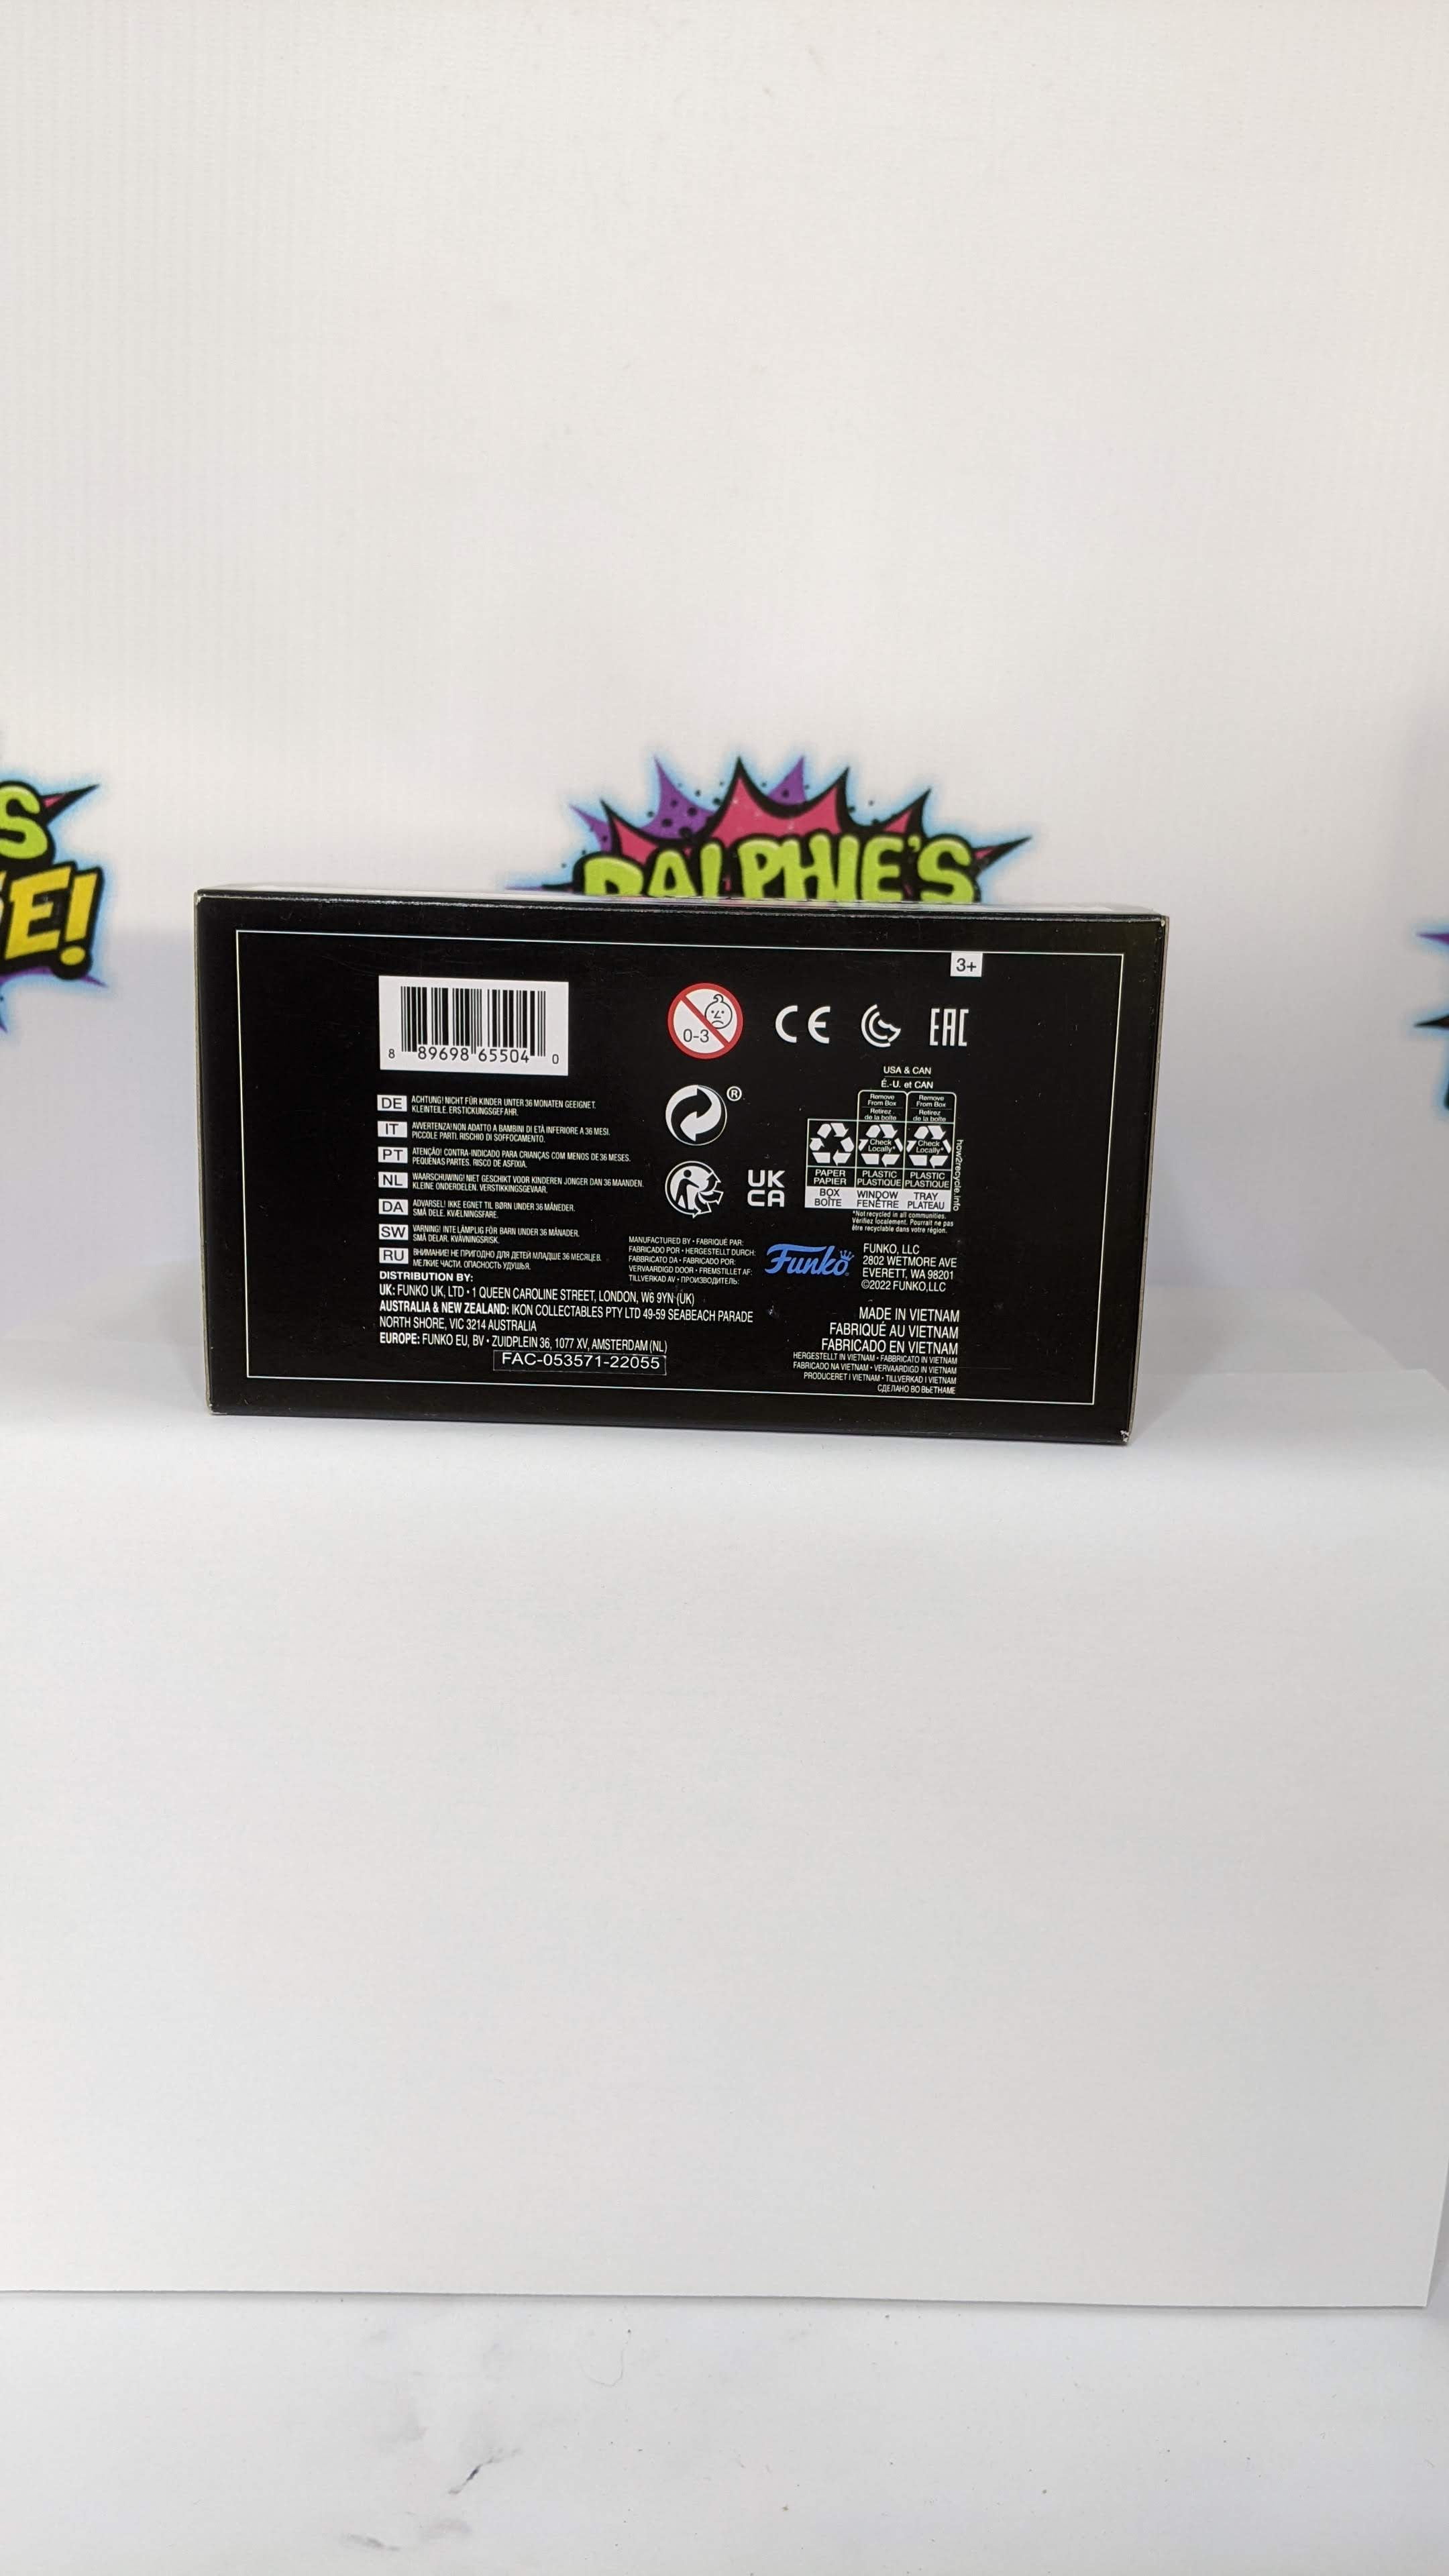 S
E!
RALPHIE'S
3+
8 89698 65504 0
0-3
CE
EAC
®
USA & CAN
É.-U. et CAN
Remove From Box
Retirez de la boîte
Remove From Box
Retirez de la boîte
Check Locally*
Check Locally*
PAPER PAPIER
PLASTIC PLASTIQUE
PLASTIC PLASTIQUE
BOX BOÎTE
WINDOW FENÊTRE
TRAY PLATEAU
how2recycle.info
*Not recycled in all communities.
Vérifiez localement. Pourrait ne pas
être recyclable dans votre région.
UK
CA
DE ACHTUNG! NICHT FÜR KINDER UNTER 36 MONATEN GEEIGNET.
KLEINTEILE. ERSTICKUNGSGEFAHR.
IT AVVERTENZA! NON ADATTO A BAMBINI DI ETÀ INFERIORE A 36 MESI.
PICCOLE PARTI. RISCHIO DI SOFFOCAMENTO.
PT ATENÇÃO! CONTRA-INDICADO PARA CRIANÇAS COM MENOS DE 36 MESES.
PEQUENAS PARTES. RISCO DE ASFIXIA.
NL WAARSCHUWING! NIET GESCHIKT VOOR KINDEREN JONGER DAN 36 MAANDEN.
KLEINE ONDERDELEN. VERSTIKKINGSGEVAAR.
DA ADVARSEL! IKKE EGNET TIL BØRN UNDER 36 MÅNEDER.
SMÅ DELE. KVÆLNINGSFARE.
SW VARNING! INTE LÄMPLIG FÖR BARN UNDER 36 MÅNADER.
SMÅ DELAR. KVÄVNINGSRISK.
RU ВНИМАНИЕ! НЕ ПРИГОДНО ДЛЯ ДЕТЕЙ МЛАДШЕ 36 МЕСЯЦЕВ.
МЕЛКИЕ ЧАСТИ. ОПАСНОСТЬ УДУШЬЯ.
DISTRIBUTION BY:
UK: FUNKO UK, LTD • 1 QUEEN CAROLINE STREET, LONDON, W6 9YN (UK)
AUSTRALIA & NEW ZEALAND: IKON COLLECTABLES PTY LTD 49-59 SEABEACH PARADE
NORTH SHORE, VIC 3214 AUSTRALIA
EUROPE: FUNKO EU, BV • ZUIDPLEIN 36, 1077 XV, AMSTERDAM (NL)
FAC-053571-22055
MANUFACTURED BY • FABRIQUÉ PAR:
FABRICADO POR • HERGESTELLT DURCH:
FABBRICATO DA • FABRICADO POR:
VERVAARDIGD DOOR • FREMSTILLET AF:
TILLVERKAD AV • ПРОИЗВОДИТЕЛЬ:
Funko®
FUNKO, LLC
2802 WETMORE AVE
EVERETT, WA 98201
©2022 FUNKO, LLC
MADE IN VIETNAM
FABRIQUÉ AU VIETNAM
FABRICADO EN VIETNAM
HERGESTELLT IN VIETNAM • FABBRICATO IN VIETNAM
FABRICADO NA VIETNAM • VERVAARDIGD IN VIETNAM
PRODUCERET I VIETNAM • TILLVERKAD I VIETNAM
СДЕЛАНО ВО ВЬЕТНАМЕ